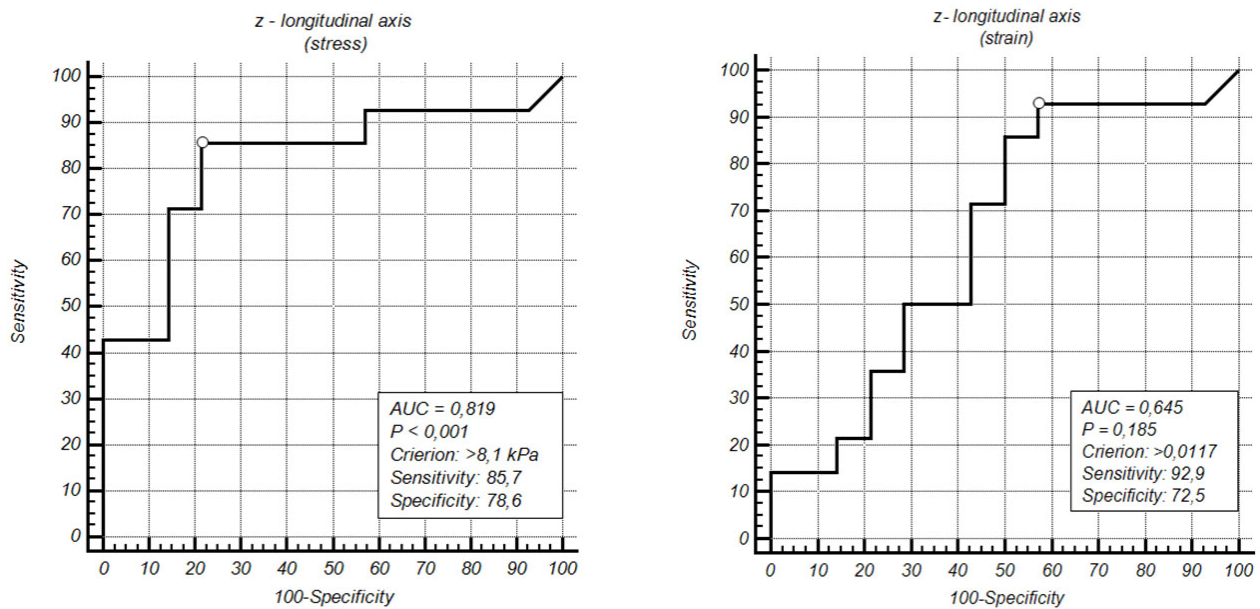 z - longitudinal axis
(stress)
100
90
80
70
60
50
40
30
20
10
0
Sensitivity
AUC = 0,819
P < 0,001
Crierion: >8,1 kPa
Sensitivity: 85,7
Specificity: 78,6
0 10 20 30 40 50 60 70 80 90 100
100-Specificity
z- longitudinal axis
(strain)
100
90
80
70
60
50
40
30
20
10
0
Sensitivity
AUC = 0,645
P = 0,185
Crierion: >0,0117
Sensitivity: 92,9
Specificity: 72,5
0 10 20 30 40 50 60 70 80 90 100
100-Specificity